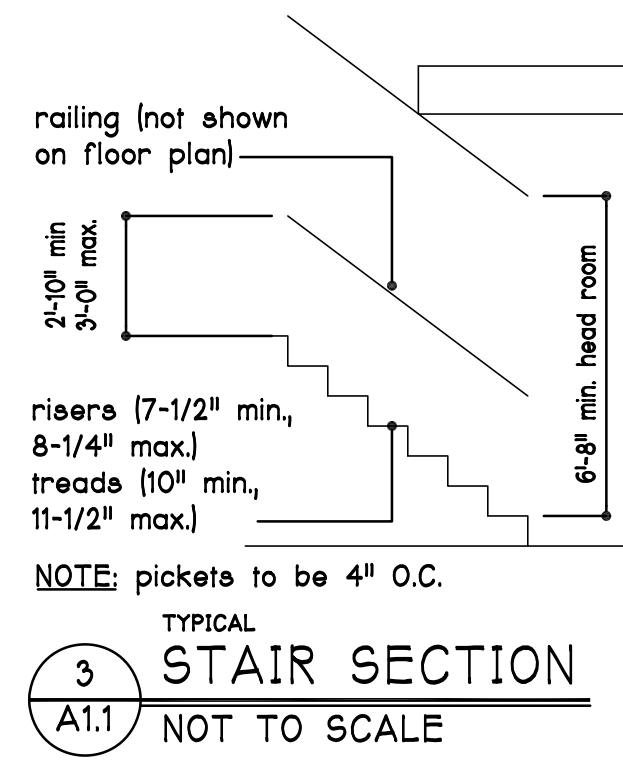 railing (not shown
on floor plan)
2'-10" min
3'-0" max.
6'-8" min. head room
risers (7-1/2" min.,
8-1/4" max.)
treads (10" min.,
11-1/2" max.)
NOTE: pickets to be 4" O.C.
TYPICAL
3
STAIR SECTION
A1.1
NOT TO SCALE